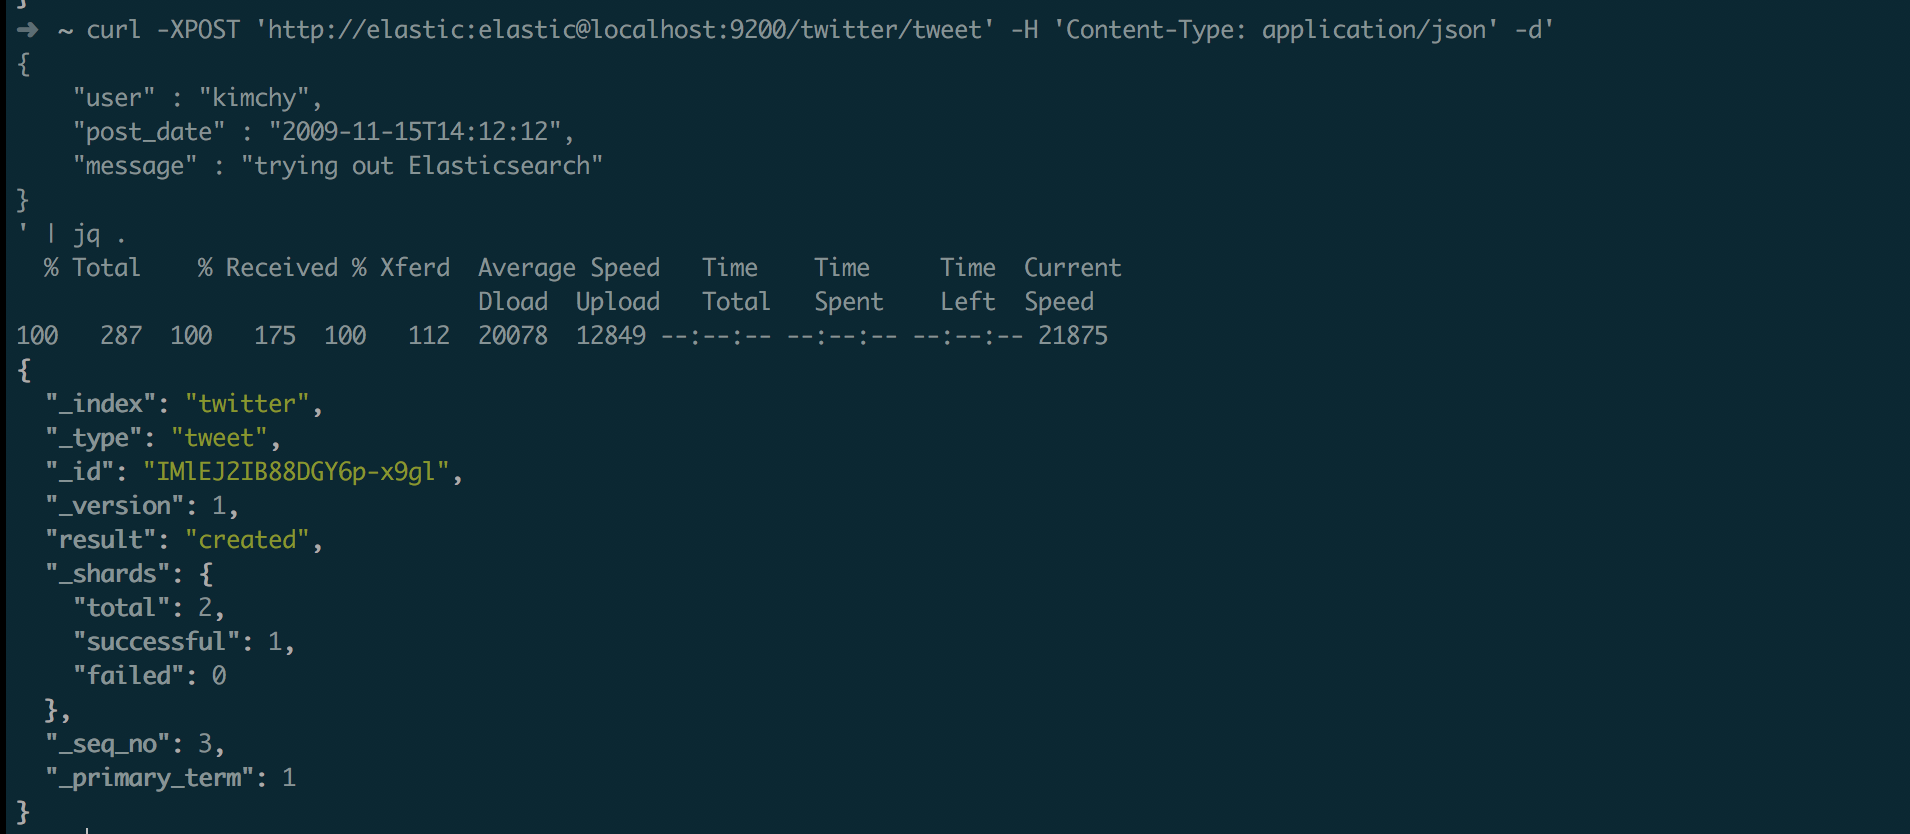 }
➜ ~ curl -XPOST 'http://elastic:elastic@localhost:9200/twitter/tweet' -H 'Content-Type: application/json' -d'
{
    "user" : "kimchy",
    "post_date" : "2009-11-15T14:12:12",
    "message" : "trying out Elasticsearch"
}
' | jq .
  % Total    % Received % Xferd  Average Speed   Time    Time     Time  Current
                                 Dload  Upload   Total   Spent    Left  Speed
100   287  100   175  100   112  20078  12849 --:--:-- --:--:-- --:--:-- 21875
{
  "_index": "twitter",
  "_type": "tweet",
  "_id": "IMlEJ2IB88DGY6p-x9gl",
  "_version": 1,
  "result": "created",
  "_shards": {
    "total": 2,
    "successful": 1,
    "failed": 0
  },
  "_seq_no": 3,
  "_primary_term": 1
}